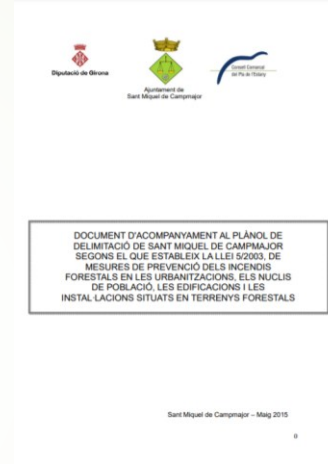 Diputació de Girona
Ajuntament de
Sant Miquel de Campmajor
Consell Comarcal
del Pla de l'Estany
DOCUMENT D'ACOMPANYAMENT AL PLÀNOL DE
DELIMITACIÓ DE SANT MIQUEL DE CAMPMAJOR
SEGONS EL QUE ESTABLEIX LA LLEI 5/2003, DE
MESURES DE PREVENCIÓ DELS INCENDIS
FORESTALS EN LES URBANITZACIONS, ELS NUCLIS
DE POBLACIÓ, LES EDIFICACIONS I LES
INSTAL·LACIONS SITUATS EN TERRENYS FORESTALS
Sant Miquel de Campmajor – Maig 2015
0